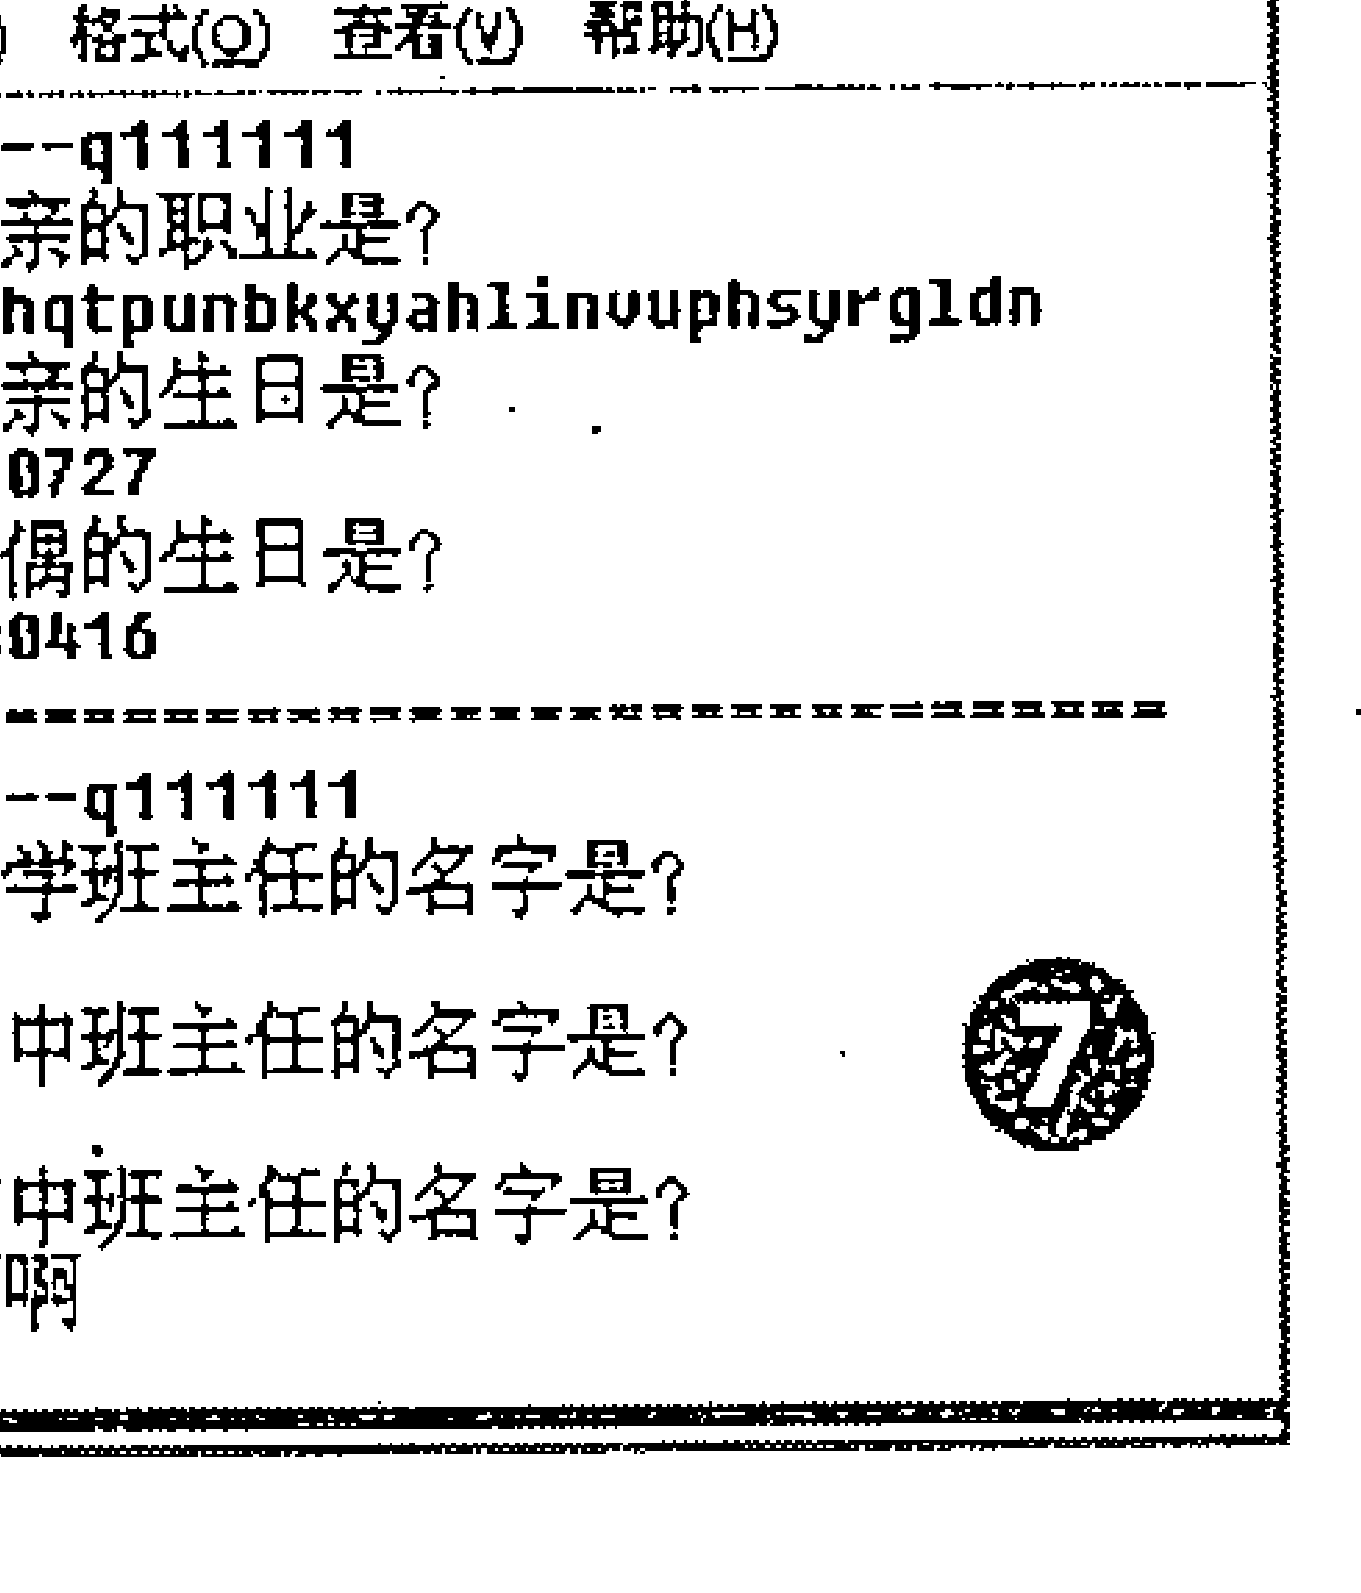 格式(O) 查看(V) 帮助(H)
--q111111
亲的职业是?
hqtpunbkxyahlinvuphsyrgldn
亲的生日是?
0727
偶的生日是?
:0416
==============================
--q111111
学班主任的名字是?
中班主任的名字是?
7
中班主任的名字是?
啊